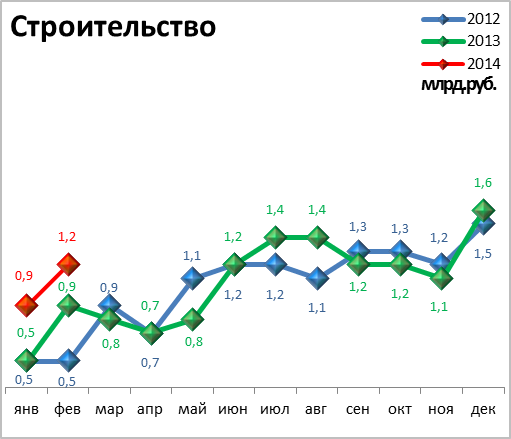 Строительство
2012
2013
2014
млрд.руб.
1,6
1,4 1,4
1,3 1,3
1,2 1,2 1,2
1,1 1,5
0,9 0,9 0,9
1,2 1,2 1,1 1,2 1,2 1,1
0,5 0,8 0,7 0,8
0,5 0,5 0,7
янв фев мар апр май июн июл авг сен окт ноя дек